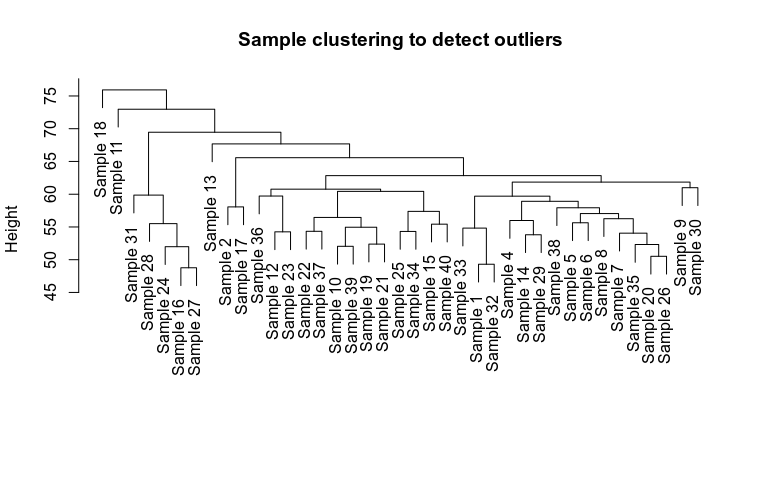 Sample clustering to detect outliers
Height
75
70
65
60
55
50
45
Sample 18
Sample 11
Sample 31
Sample 28
Sample 24
Sample 16
Sample 27
Sample 13
Sample 2
Sample 17
Sample 36
Sample 12
Sample 23
Sample 22
Sample 37
Sample 10
Sample 39
Sample 19
Sample 21
Sample 25
Sample 34
Sample 15
Sample 40
Sample 33
Sample 1
Sample 32
Sample 4
Sample 14
Sample 29
Sample 38
Sample 5
Sample 6
Sample 8
Sample 7
Sample 35
Sample 20
Sample 26
Sample 9
Sample 30